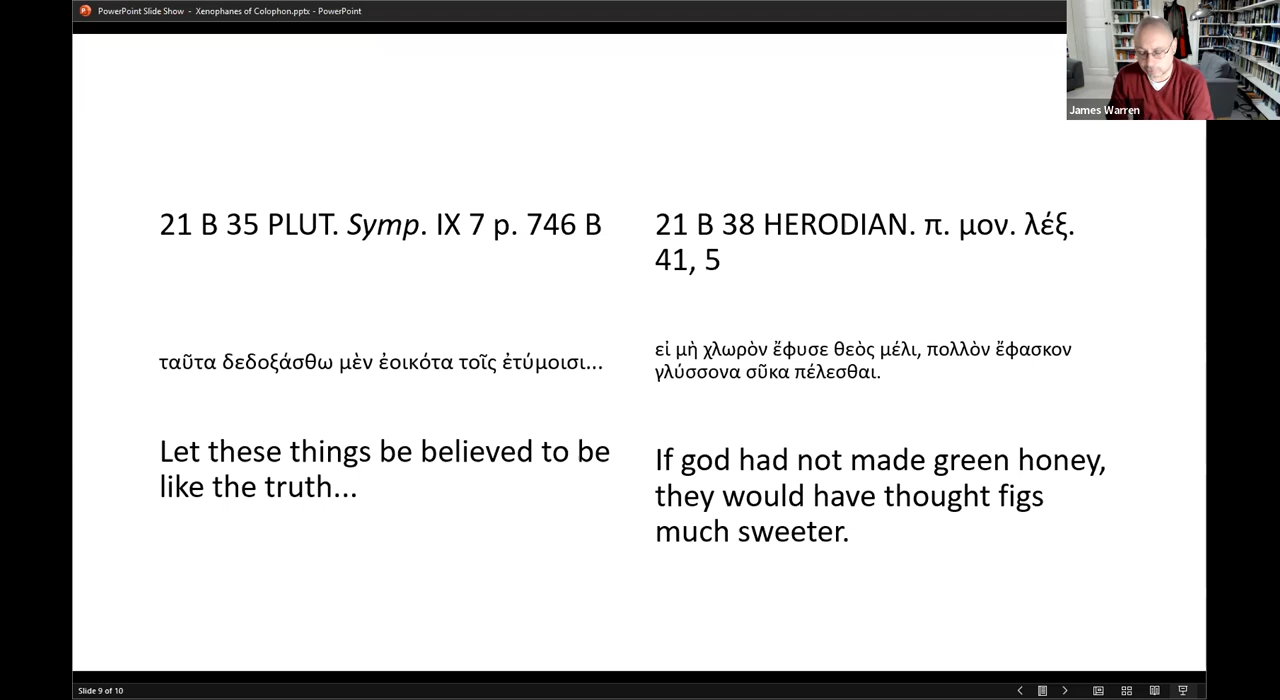 PowerPoint Slide Show - Xenophanes of Colophon.pptx - PowerPoint
James Warren
21 B 35 PLUT. Symp. IX 7 p. 746 B
ταῦτα δεδοξάσθω μὲν ἐοικότα τοῖς ἐτύμοισι...
Let these things be believed to be
like the truth...
21 B 38 HERODIAN. π. μον. λέξ.
41, 5
εἰ μὴ χλωρὸν ἔφυσε θεὸς μέλι, πολλὸν ἔφασκον
γλύσσονα σῦκα πέλεσθαι.
If god had not made green honey,
they would have thought figs
much sweeter.
Slide 9 of 10